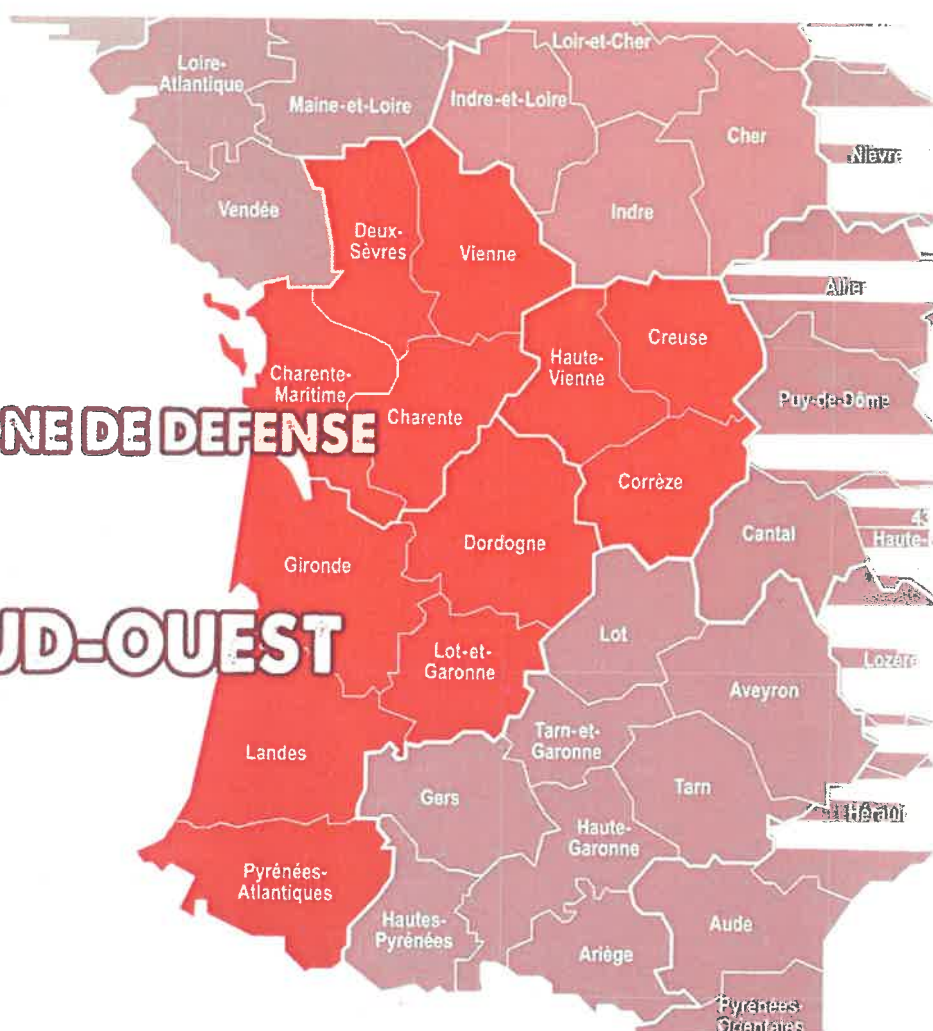 Loir-et-Cher
Loire-
Atlantique
Maine-et-Loire
Indre-et-Loire
Cher
Nièvre
Vendée
Indre
Deux-
Sèvres
Vienne
Allier
Creuse
Haute-
Vienne
Charente-
Maritime
Puy-de-Dôme
Charente
NE DE DEFENSE
Corrèze
43
Haute-
Cantal
Dordogne
Gironde
UD-OUEST
Lot
Lot-et-
Garonne
Lozère
Aveyron
Tarn-et-
Garonne
Landes
Tarn
Gers
Hérau
Haute-
Garonne
Pyrénées-
Atlantiques
Hautes-
Pyrénées
Aude
Ariège
Pyrénées-
Orientales